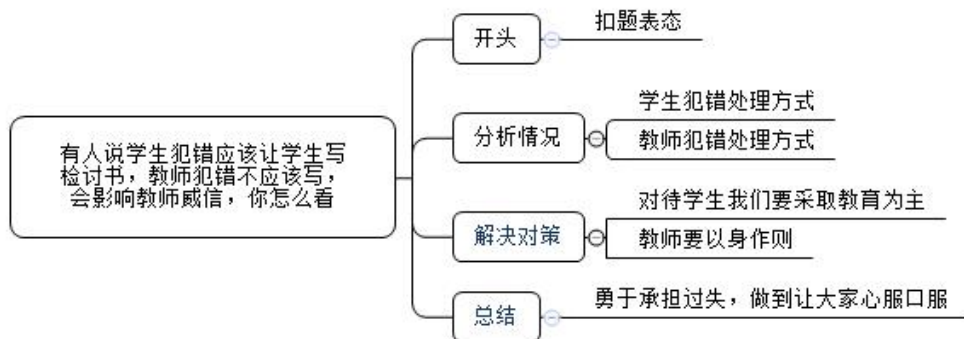 有人说学生犯错应该让学生写
检讨书，教师犯错不应该写，
会影响教师威信，你怎么看
开头
扣题表态
分析情况
学生犯错处理方式
教师犯错处理方式
解决对策
对待学生我们要采取教育为主
教师要以身作则
总结
勇于承担过失，做到让大家心服口服